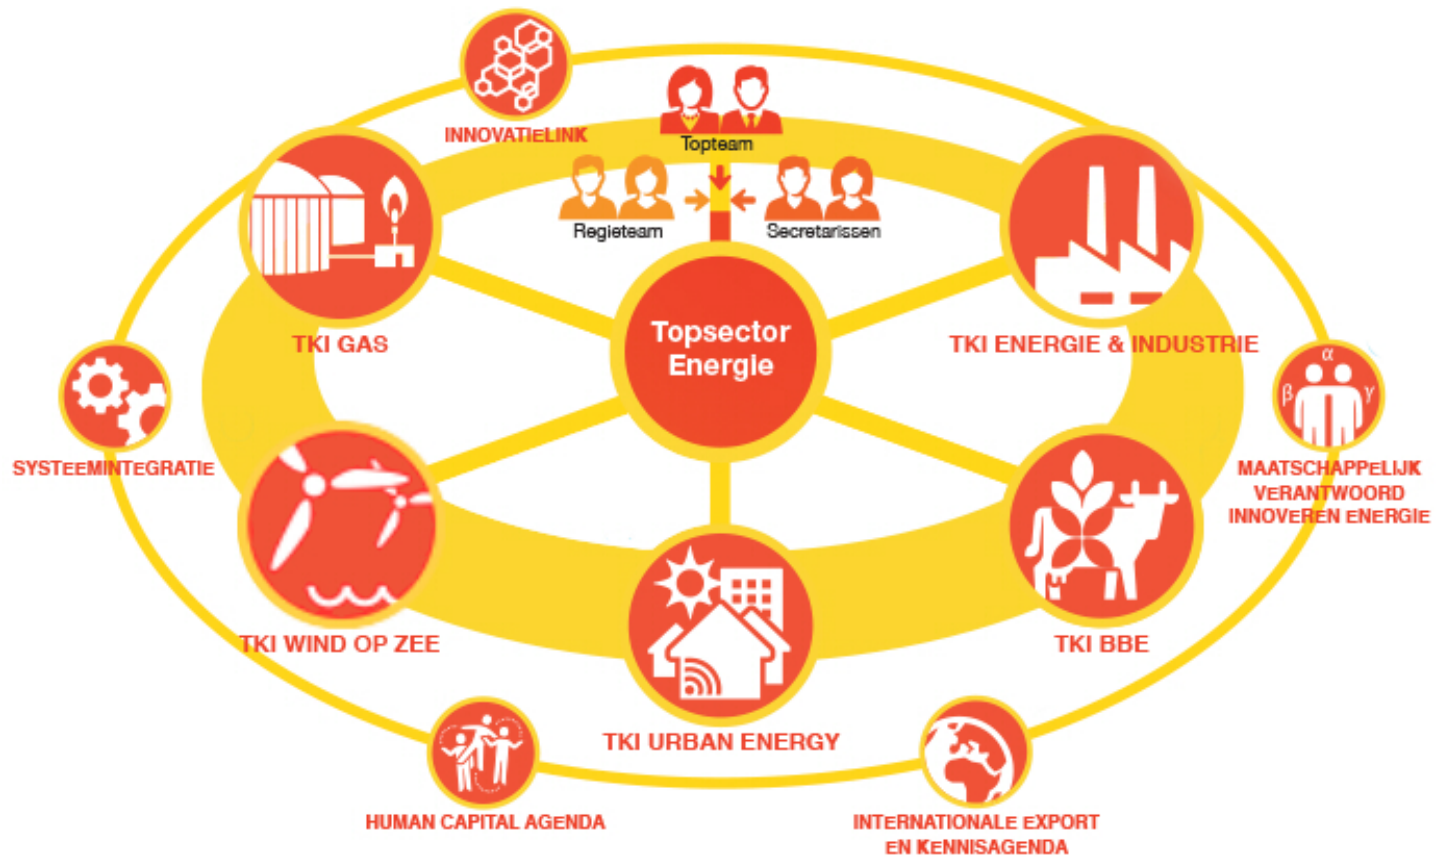 INNOVATIELINK
Topteam
Regieteam
Secretarissen
Topsector
Energie
TKI GAS
TKI ENERGIE & INDUSTRIE
α
β
γ
SYSTEEMINTEGRATIE
MAATSCHAPPELIJK
VERANTWOORD
INNOVEREN ENERGIE
TKI WIND OP ZEE
TKI BBE
TKI URBAN ENERGY
HUMAN CAPITAL AGENDA
INTERNATIONALE EXPORT
EN KENNISAGENDA